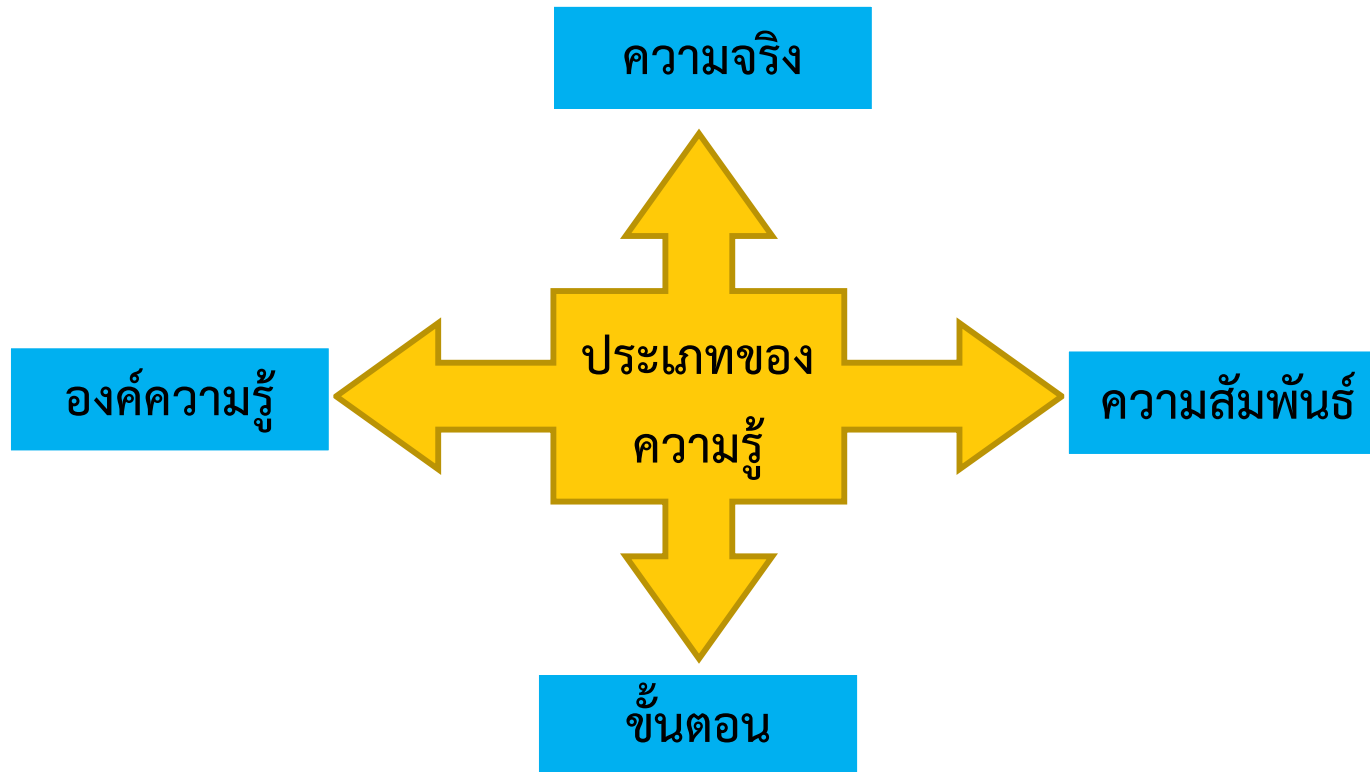 ความจริง
ประเภทของ
ความรู้
องค์ความรู้
ความสัมพันธ์
ขั้นตอน